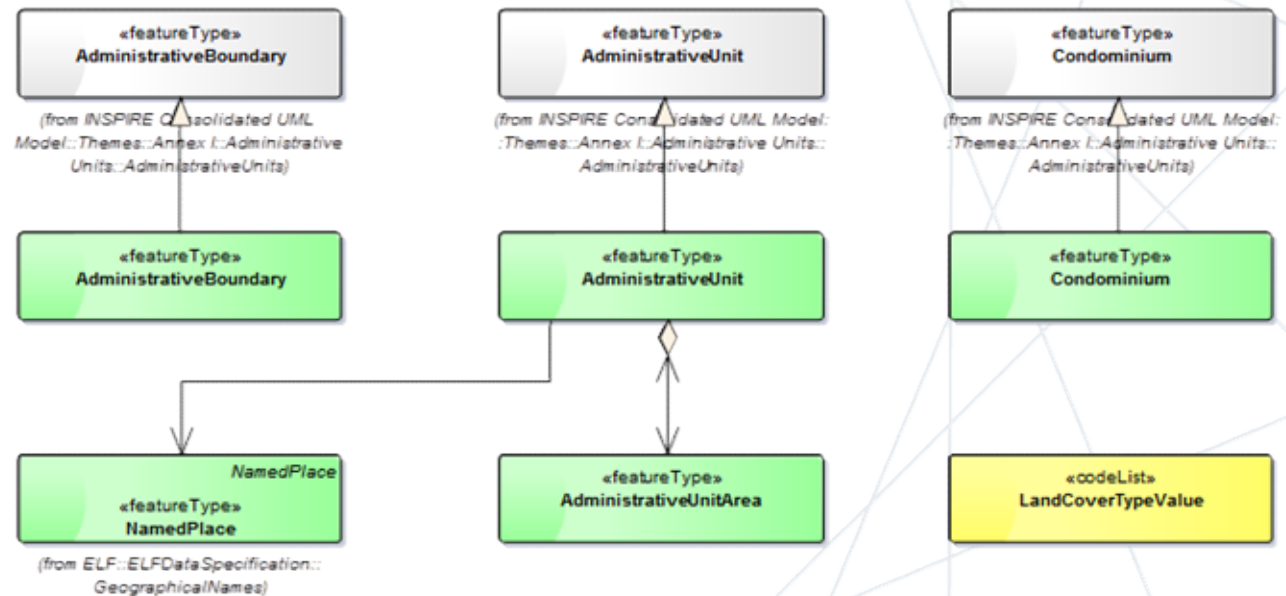 «featureType»
AdministrativeBoundary
(from INSPIRE Consolidated UML
Model::Themes::Annex I::Administrative
Units::AdministrativeUnits)
«featureType»
AdministrativeUnit
(from INSPIRE Consolidated UML Model:
:Themes::Annex I::Administrative Units::
AdministrativeUnits)
«featureType»
Condominium
(from INSPIRE Consolidated UML Model:
:Themes::Annex I::Administrative Units::
AdministrativeUnits)
«featureType»
AdministrativeBoundary
«featureType»
AdministrativeUnit
«featureType»
Condominium
NamedPlace
«featureType»
NamedPlace
(from ELF::ELFDataSpecification::
GeographicalNames)
«featureType»
AdministrativeUnitArea
«codeList»
LandCoverTypeValue